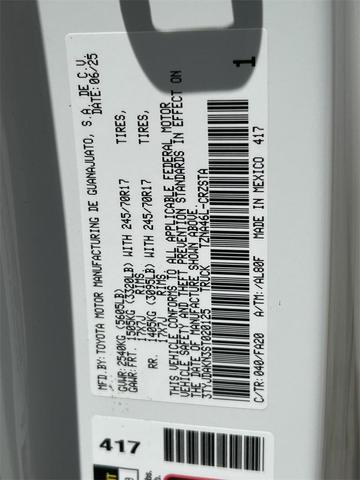 MFD.BY:TOYOTA MOTOR MANUFACTURING DE GUANAJUATO, S.A. DE C.V.
DATE: 06/25
GVWR: 2540KG (5605LB)
GAWR:FRT. 1505KG (3320LB) WITH 245/70R17 TIRES,
17X7J RIMS,
RR. 1405KG (3095LB) WITH 245/70R17 TIRES,
17X7J RIMS,
THIS VEHICLE CONFORMS TO ALL APPLICABLE FEDERAL MOTOR
VEHICLE SAFETY AND THEFT PREVENTION STANDARDS IN EFFECT ON
THE DATE OF MANUFACTURE SHOWN ABOVE.
TRUCK TZNA46L-CRZSTA
C/TR:040/FA20 A/TM:-/AL80F MADE IN MEXICO 417
1
417